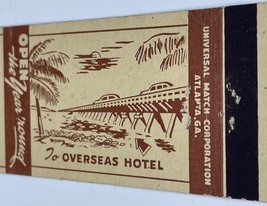 OPEN
the Year 'round
To OVERSEAS HOTEL
UNIVERSAL MATCH-CORPORATION
ATLANTA, GA.